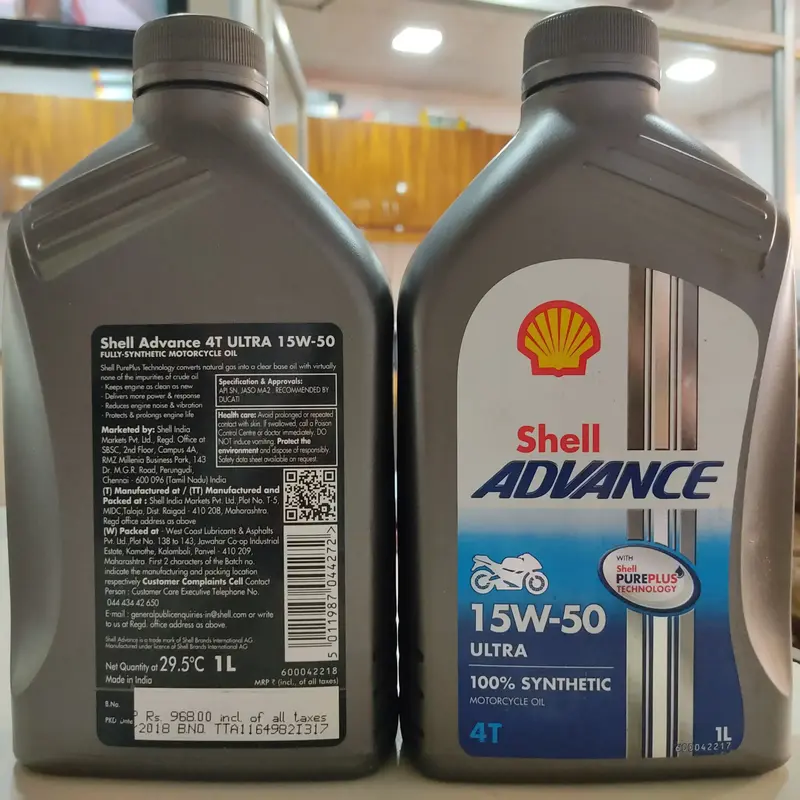 Shell Advance 4T ULTRA 15W-50
FULLY-SYNTHETIC MOTORCYCLE OIL
Shell PurePlus Technology converts natural gas into a clear base oil with virtually
none of the impurities of crude oil
· Keeps engine as clean as new
· Delivers more power & response
· Reduces engine noise & vibration
· Protects & prolongs engine life
Specification & Approvals:
API SN, JASO MA2 . RECOMMENDED BY
DUCATI
Health care: Avoid prolonged or repeated
contact with skin. If swallowed, call a Poison
Control Centre or doctor immediately. DO
NOT induce vomiting. Protect the
environment and dispose of responsibly.
Safety data sheet available on request.
Marketed by: Shell India
Markets Pvt. Ltd., Regd. Office at
SBSC, 2nd Floor, Campus 4A,
RMZ Millenia Business Park, 143
Dr. M.G.R. Road, Perungudi,
Chennai - 600 096 (Tamil Nadu) India
(T) Manufactured at / (TT) Manufactured and
Packed at : Shell India Markets Pvt. Ltd. Plot No. T-5,
MIDC,Taloja, Dist. Raigad - 410 208, Maharashtra.
Regd office address as above
(W) Packed at - West Coast Lubricants & Asphalts
Pvt. Ltd.,Plot No. 138 to 143, Jawahar Co-op Industrial
Estate, Kamothe, Kalamboli, Panvel - 410 209,
Maharashtra. First 2 characters of the Batch no.
indicate the manufacturing and packing location
respectively Customer Complaints Cell Contact
Person : Customer Care Executive Telephone No.
044 434 42 650
E-mail : generalpublicenquiries-in@shell.com or write
to us at Regd. office address as above.
Shell Advance is a trade mark of Shell Brands International AG
Manufactured under licence of Shell Brands International AG
Net Quantity at 29.5°C 1L
Made in India
5 011987 044272 >
600042218
MRP ₹ (incl., of all taxes)
B.No.
PKD
Rs. 968.00 incl. of all taxes
2018 B.NO. TTA1164982I317
Shell
ADVANCE
WITH
Shell
PUREPLUS
TECHNOLOGY
15W-50
ULTRA
100% SYNTHETIC
MOTORCYCLE OIL
4T
1L
600042217